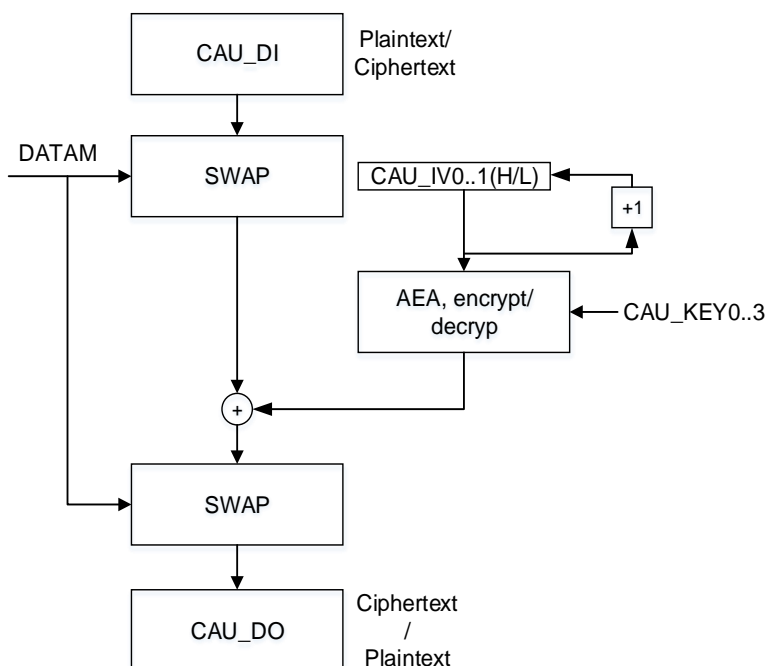 CAU_DI
Plaintext/
Ciphertext
DATAM
SWAP
CAU_IV0..1(H/L)
+1
AEA, encrypt/
decryp
CAU_KEY0..3
+
SWAP
CAU_DO
Ciphertext
/
Plaintext